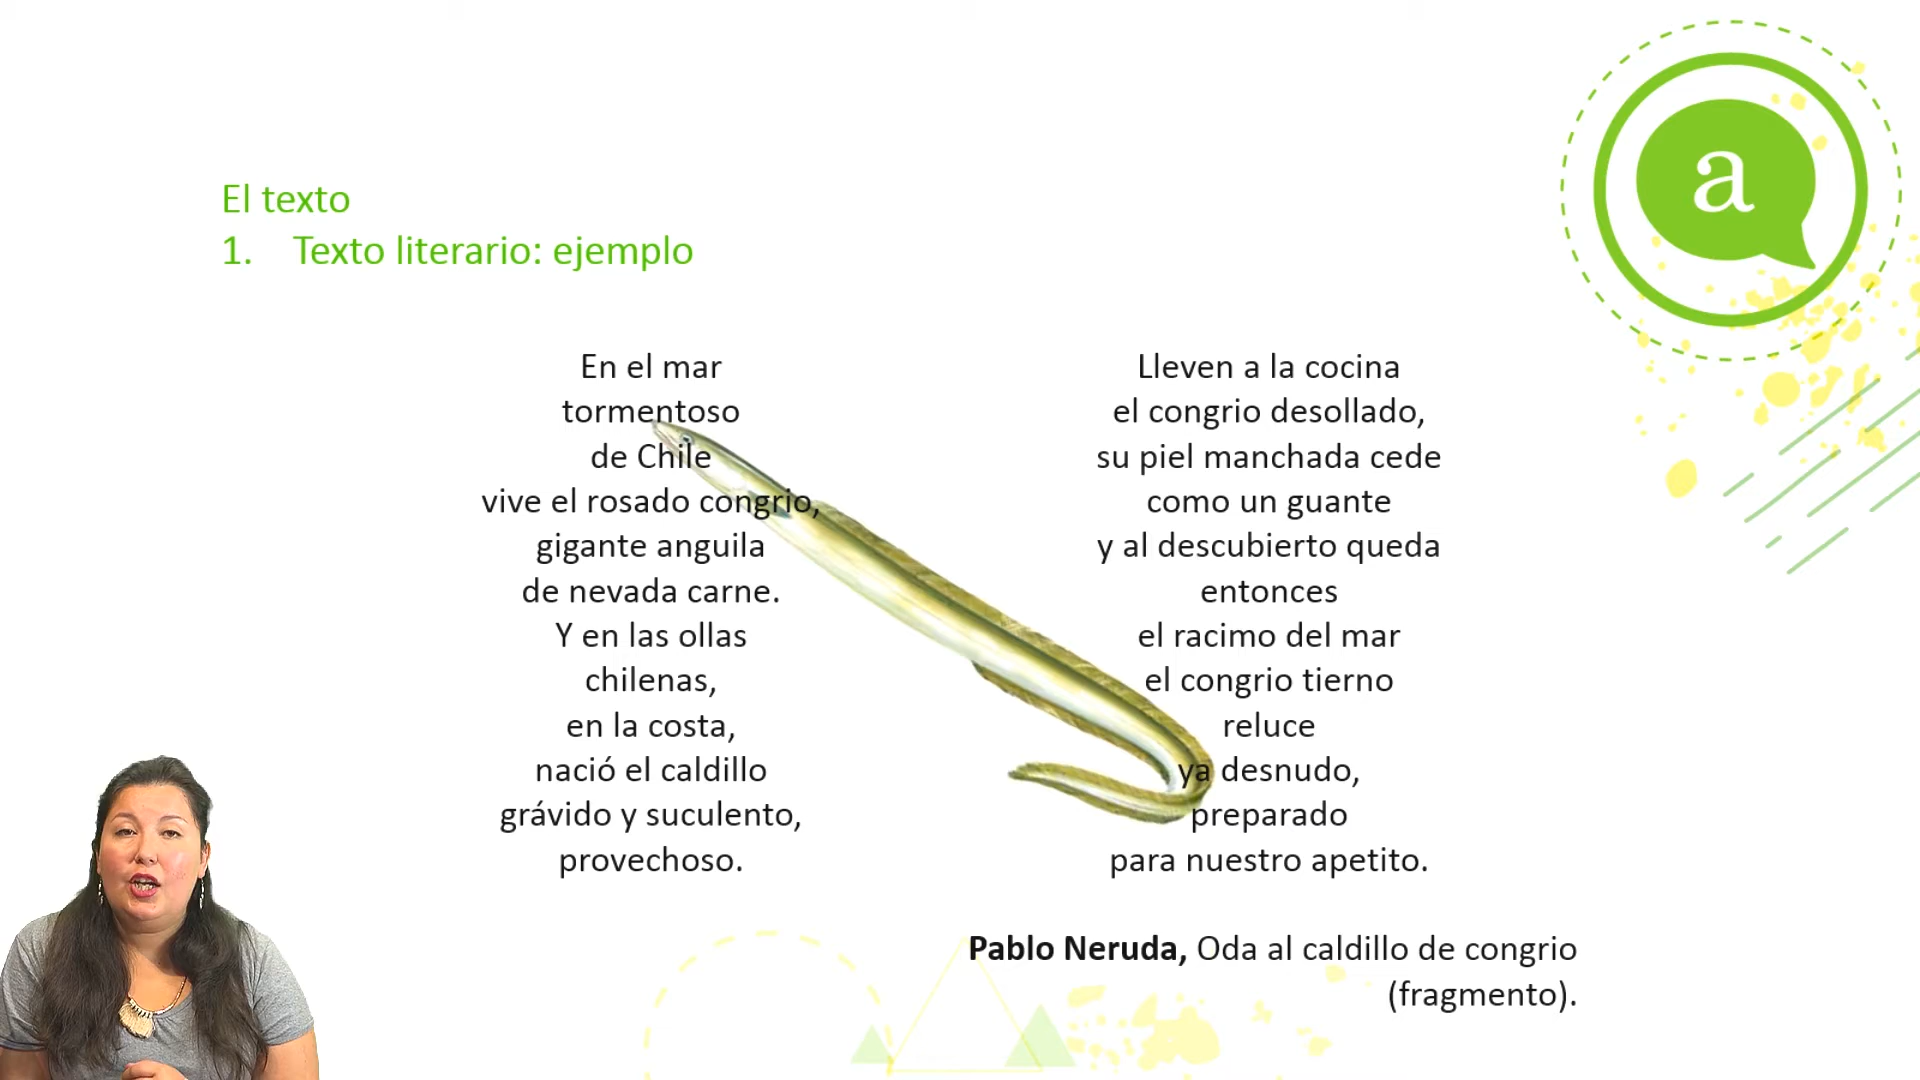 a
El texto
1. Texto literario: ejemplo
En el mar
tormentoso
de Chile
vive el rosado congrio,
gigante anguila
de nevada carne.
Y en las ollas
chilenas,
en la costa,
nació el caldillo
grávido y suculento,
provechoso.
Lleven a la cocina
el congrio desollado,
su piel manchada cede
como un guante
y al descubierto queda
entonces
el racimo del mar
el congrio tierno
reluce
ya desnudo,
preparado
para nuestro apetito.
Pablo Neruda, Oda al caldillo de congrio
(fragmento).